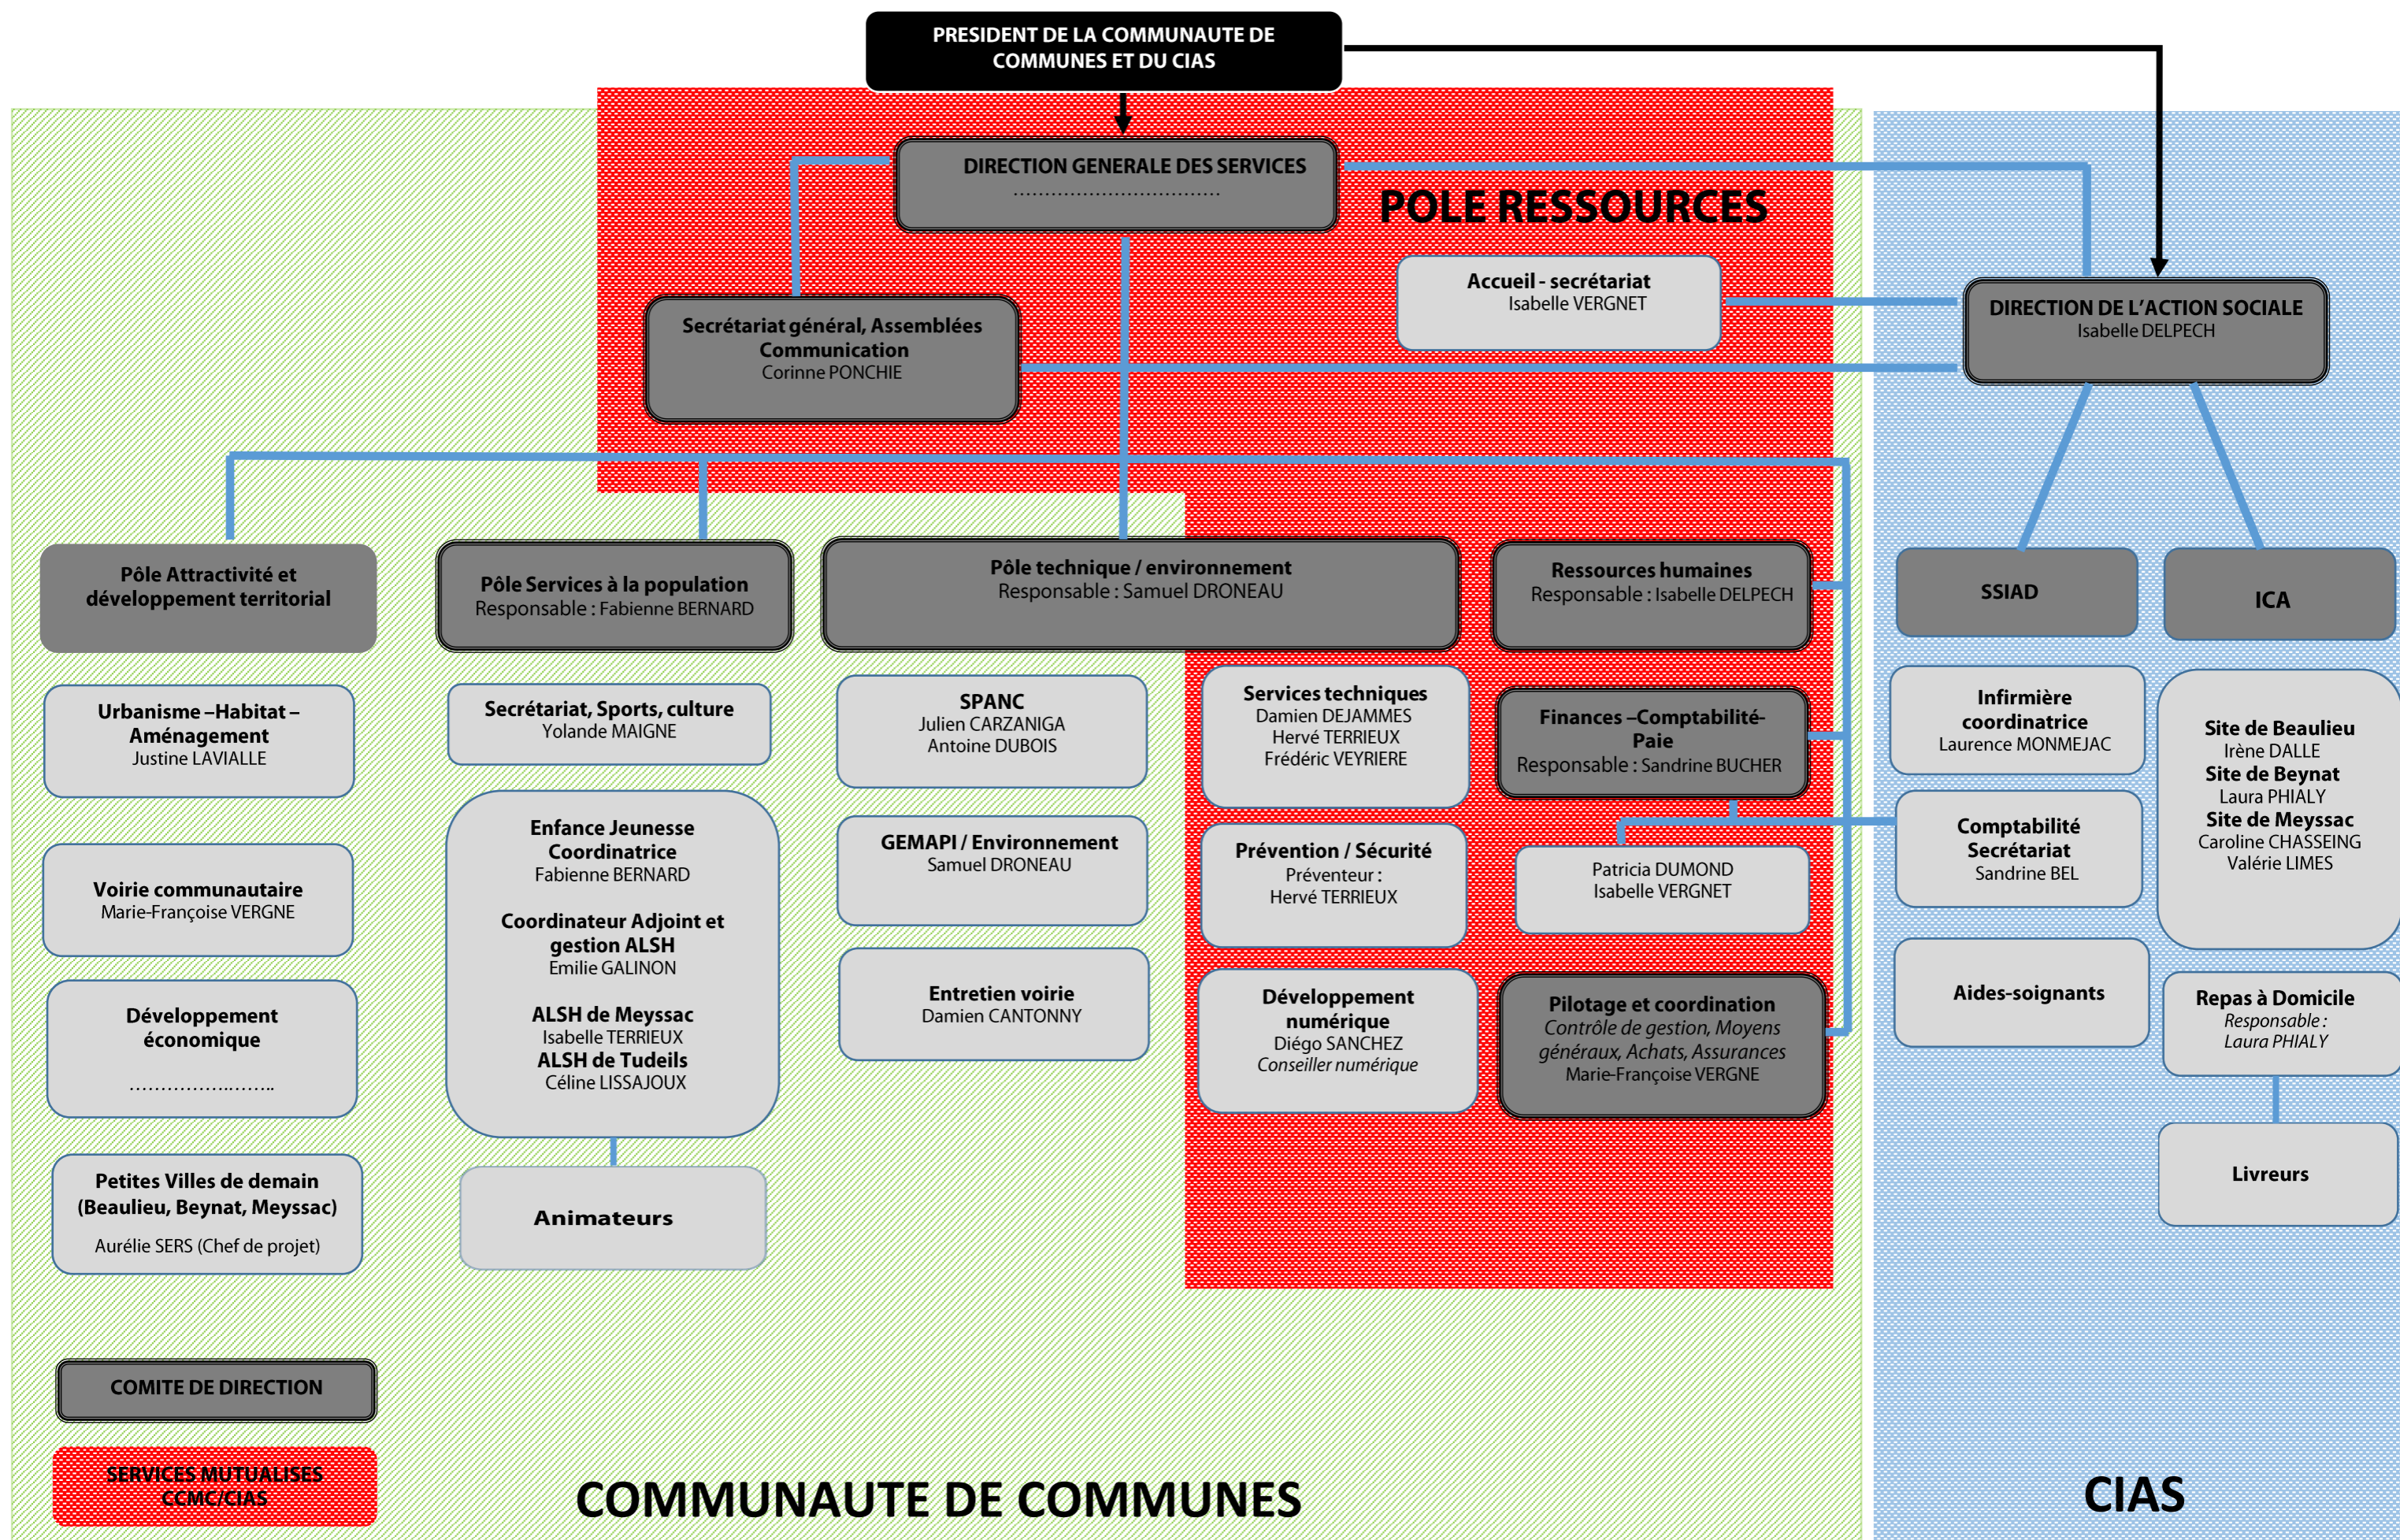 PRESIDENT DE LA COMMUNAUTE DE
COMMUNES ET DU CIAS
DIRECTION GENERALE DES SERVICES
.................................
POLE RESSOURCES
Accueil - secrétariat
Isabelle VERGNET
DIRECTION DE L'ACTION SOCIALE
Isabelle DELPECH
Secrétariat général, Assemblées
Communication
Corinne PONCHIE
Pôle Attractivité et
développement territorial
Urbanisme –Habitat –
Aménagement
Justine LAVIALLE
Voirie communautaire
Marie-Françoise VERGNE
Développement
économique
........................
Petites Villes de demain
(Beaulieu, Beynat, Meyssac)
Aurélie SERS (Chef de projet)
Pôle Services à la population
Responsable : Fabienne BERNARD
Secrétariat, Sports, culture
Yolande MAIGNE
Enfance Jeunesse
Coordinatrice
Fabienne BERNARD
Coordinateur Adjoint et
gestion ALSH
Emilie GALINON
ALSH de Meyssac
Isabelle TERRIEUX
ALSH de Tudeils
Céline LISSAJOUX
Animateurs
Pôle technique / environnement
Responsable : Samuel DRONEAU
SPANC
Julien CARZANIGA
Antoine DUBOIS
GEMAPI / Environnement
Samuel DRONEAU
Entretien voirie
Damien CANTONNY
Services techniques
Damien DEJAMMES
Hervé TERRIEUX
Frédéric VEYRIERE
Prévention / Sécurité
Préventeur :
Hervé TERRIEUX
Développement
numérique
Diégo SANCHEZ
Conseiller numérique
Ressources humaines
Responsable : Isabelle DELPECH
Finances –Comptabilité-
Paie
Responsable : Sandrine BUCHER
Patricia DUMOND
Isabelle VERGNET
Pilotage et coordination
Contrôle de gestion, Moyens
généraux, Achats, Assurances
Marie-Françoise VERGNE
SSIAD
Infirmière
coordinatrice
Laurence MONMEJAC
Comptabilité
Secrétariat
Sandrine BEL
Aides-soignants
ICA
Site de Beaulieu
Irène DALLE
Site de Beynat
Laura PHIALY
Site de Meyssac
Caroline CHASSEING
Valérie LIMES
Repas à Domicile
Responsable :
Laura PHIALY
Livreurs
COMITE DE DIRECTION
SERVICES MUTUALISES
CCMC/CIAS
COMMUNAUTE DE COMMUNES
CIAS